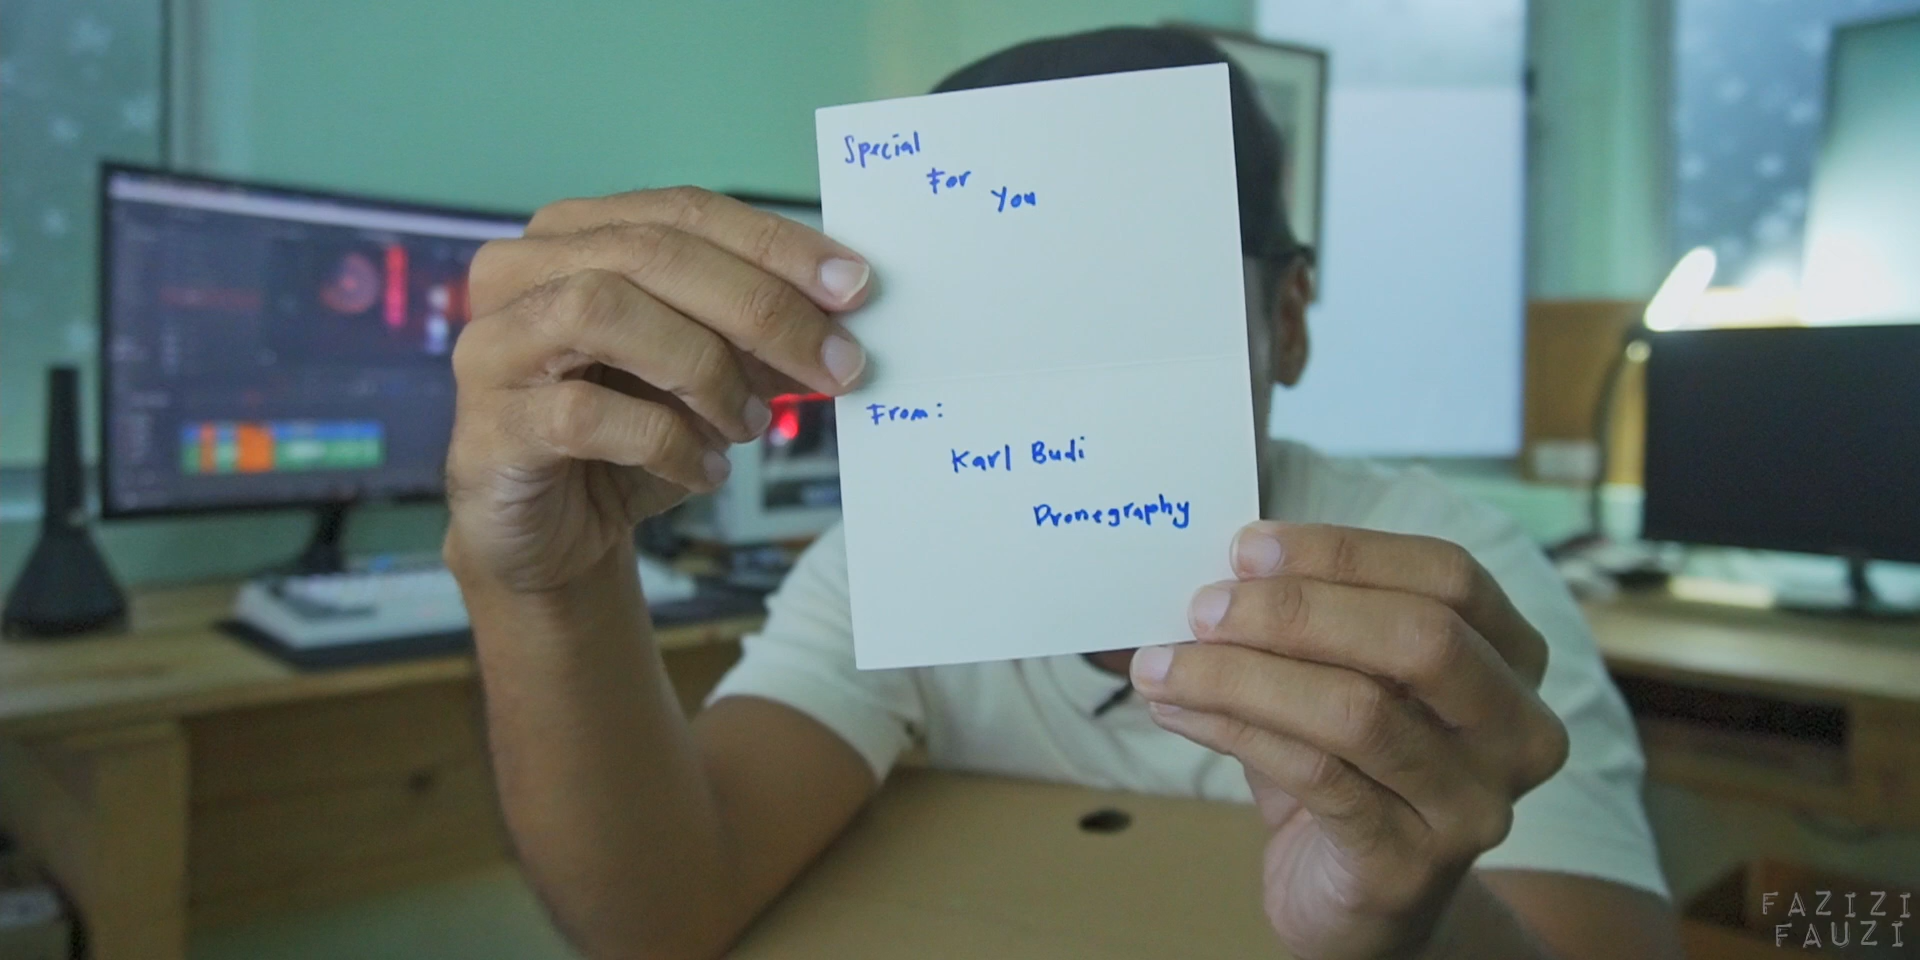 Special
For
You
From:
Karl Budi
Dronegraphy
FAZIZI
FAUZI